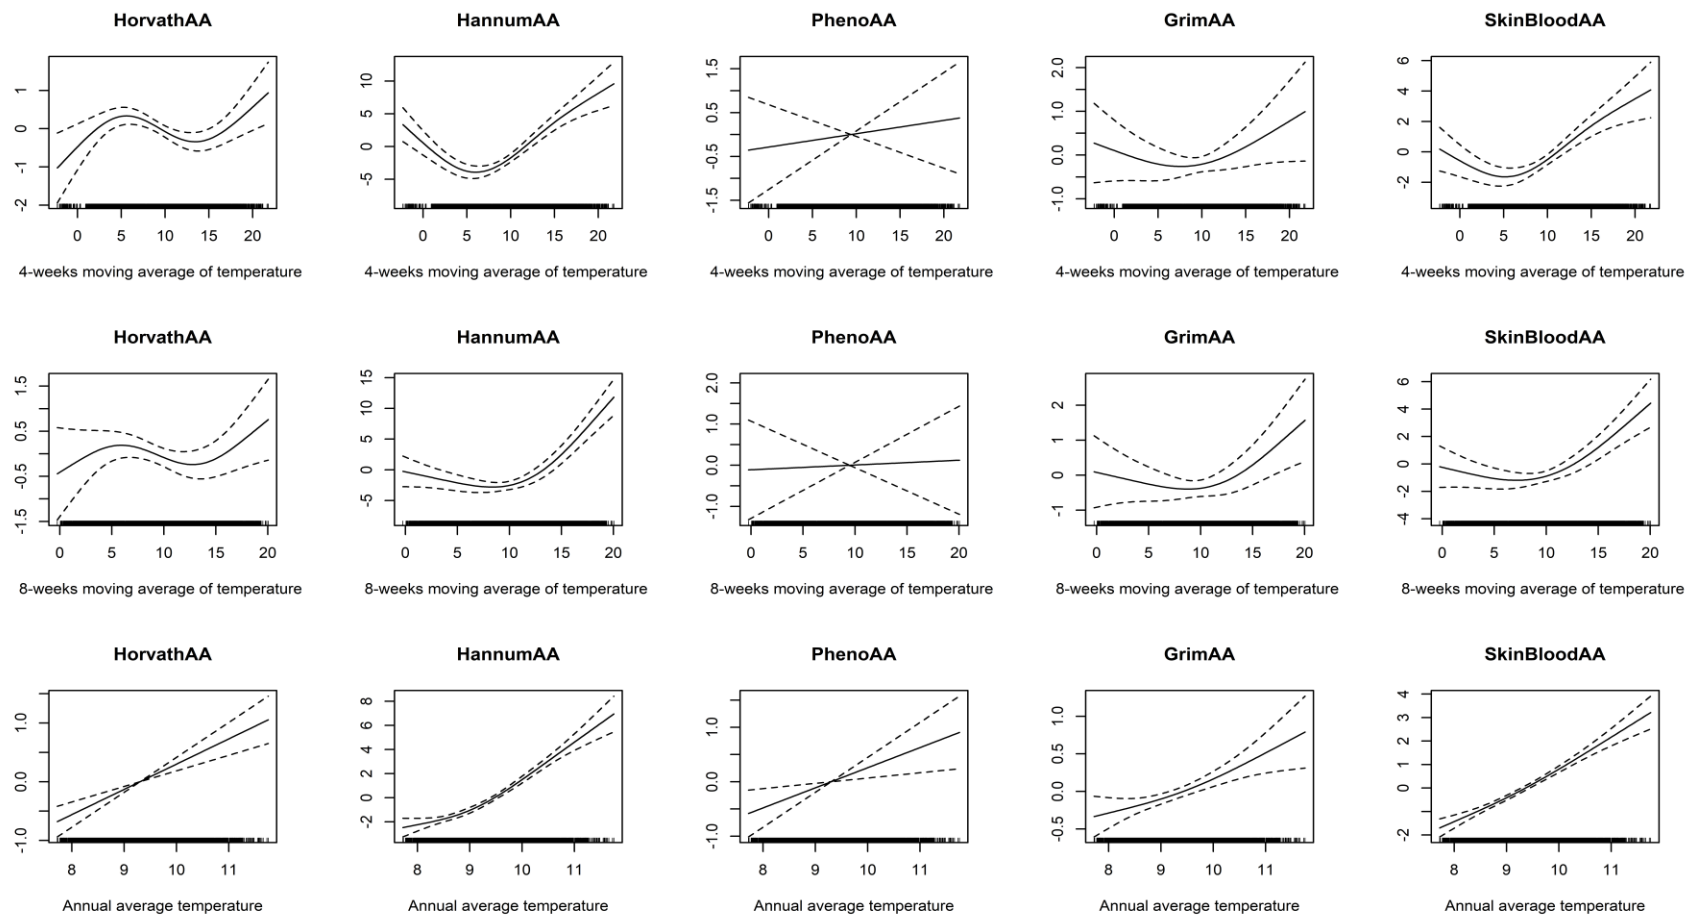 HorvathAA HannumAA PhenoAA GrimAA SkinBloodAA
1 0 -1 -2
10 5 0 -5
1.5 0.5 -0.5 -1.5
2.0 1.0 0.0 -1.0
6 4 2 0 -2
0 5 10 15 20 0 5 10 15 20 0 5 10 15 20 0 5 10 15 20 0 5 10 15 20
4-weeks moving average of temperature 4-weeks moving average of temperature 4-weeks moving average of temperature 4-weeks moving average of temperature 4-weeks moving average of temperature
HorvathAA HannumAA PhenoAA GrimAA SkinBloodAA
1.5 0.5 -0.5 -1.5
15 10 5 0 -5
2.0 1.0 0.0 -1.0
2 1 0 -1
6 4 2 0 -2 -4
0 5 10 15 20 0 5 10 15 20 0 5 10 15 20 0 5 10 15 20 0 5 10 15 20
8-weeks moving average of temperature 8-weeks moving average of temperature 8-weeks moving average of temperature 8-weeks moving average of temperature 8-weeks moving average of temperature
HorvathAA HannumAA PhenoAA GrimAA SkinBloodAA
1.0 0.0 -1.0
8 6 4 2 0 -2
1.0 0.0 -1.0
1.0 0.5 0.0 -0.5
4 3 2 1 0 -2
8 9 10 11 8 9 10 11 8 9 10 11 8 9 10 11 8 9 10 11
Annual average temperature Annual average temperature Annual average temperature Annual average temperature Annual average temperature